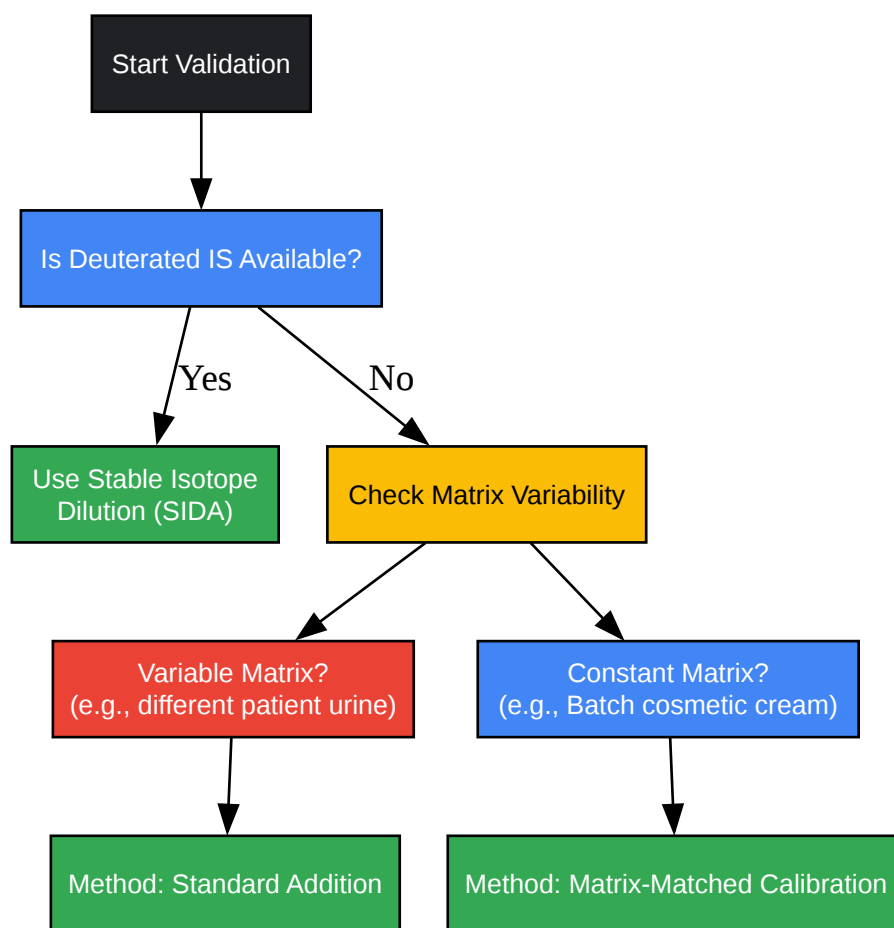 Start Validation
Is Deuterated IS Available?
Yes
No
Use Stable Isotope
Dilution (SIDA)
Check Matrix Variability
Variable Matrix?
(e.g., different patient urine)
Constant Matrix?
(e.g., Batch cosmetic cream)
Method: Standard Addition
Method: Matrix-Matched Calibration